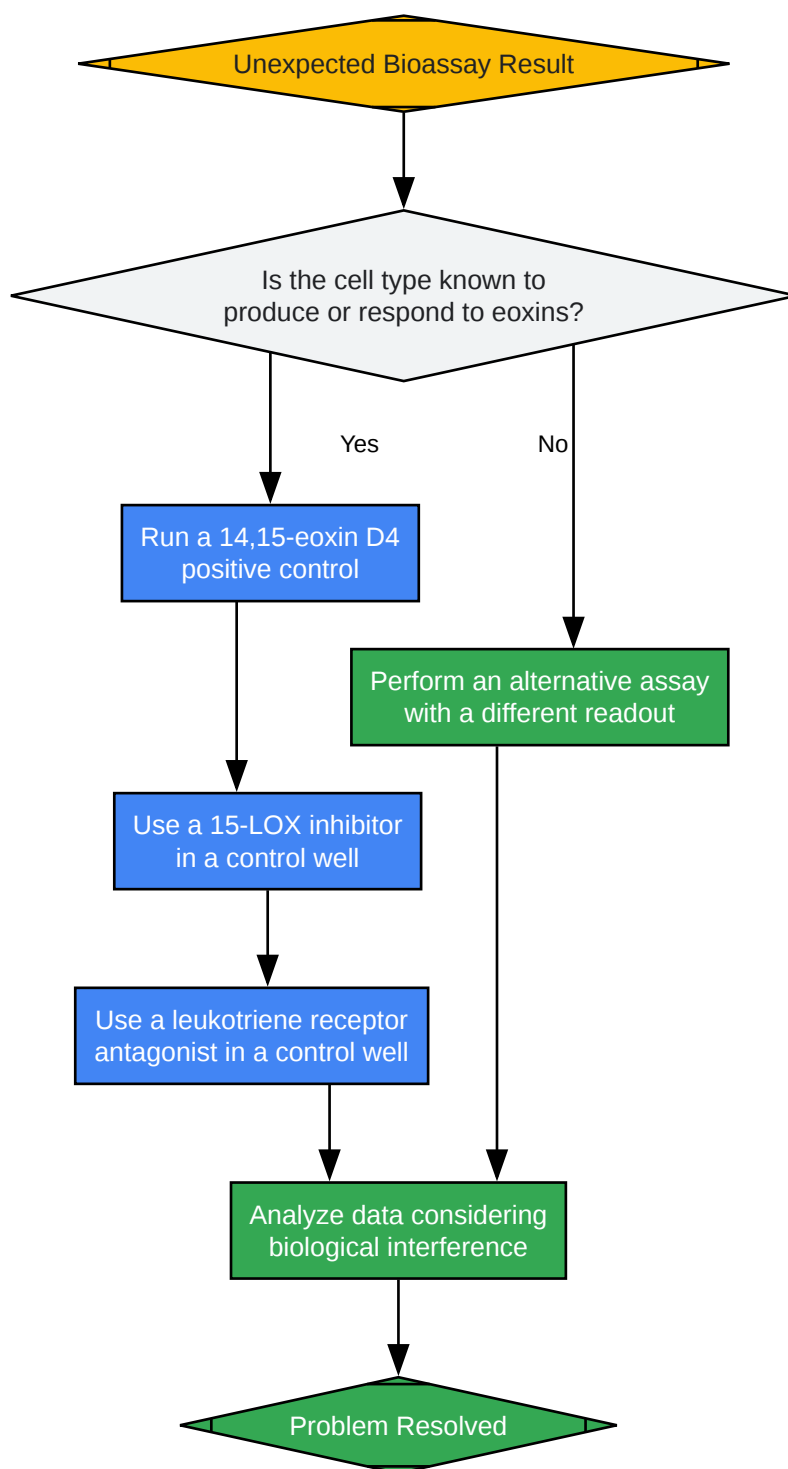 Unexpected Bioassay Result
Is the cell type known to
produce or respond to eoxins?
Yes
No
Run a 14,15-eoxin D4
positive control
Perform an alternative assay
with a different readout
Use a 15-LOX inhibitor
in a control well
Use a leukotriene receptor
antagonist in a control well
Analyze data considering
biological interference
Problem Resolved